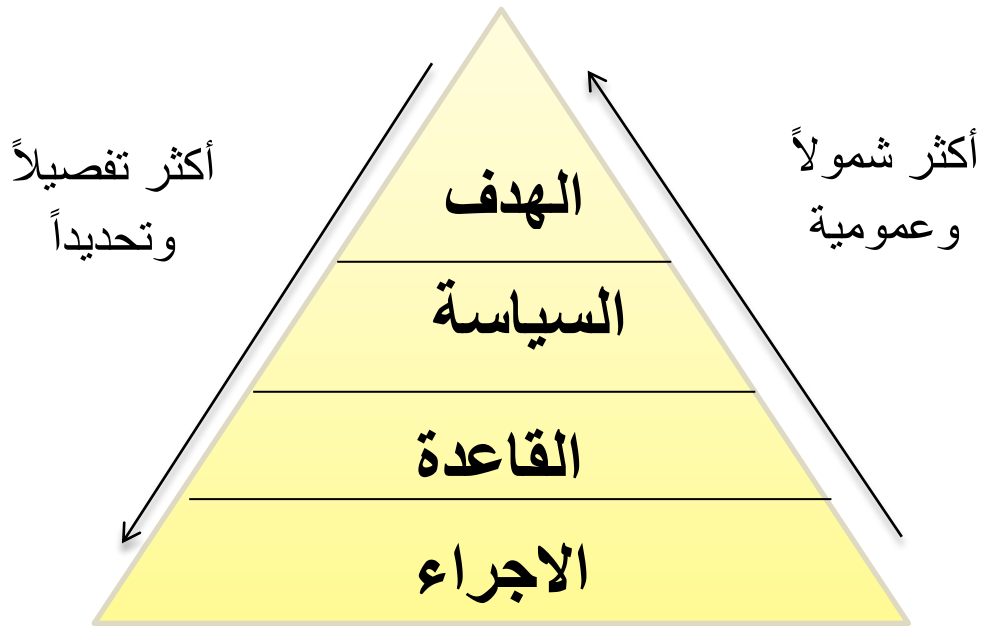 أكثر شمولاً
وعمومية
أكثر تفصيلاً
وتحديداً
الهدف
السياسة
القاعدة
الاجراء